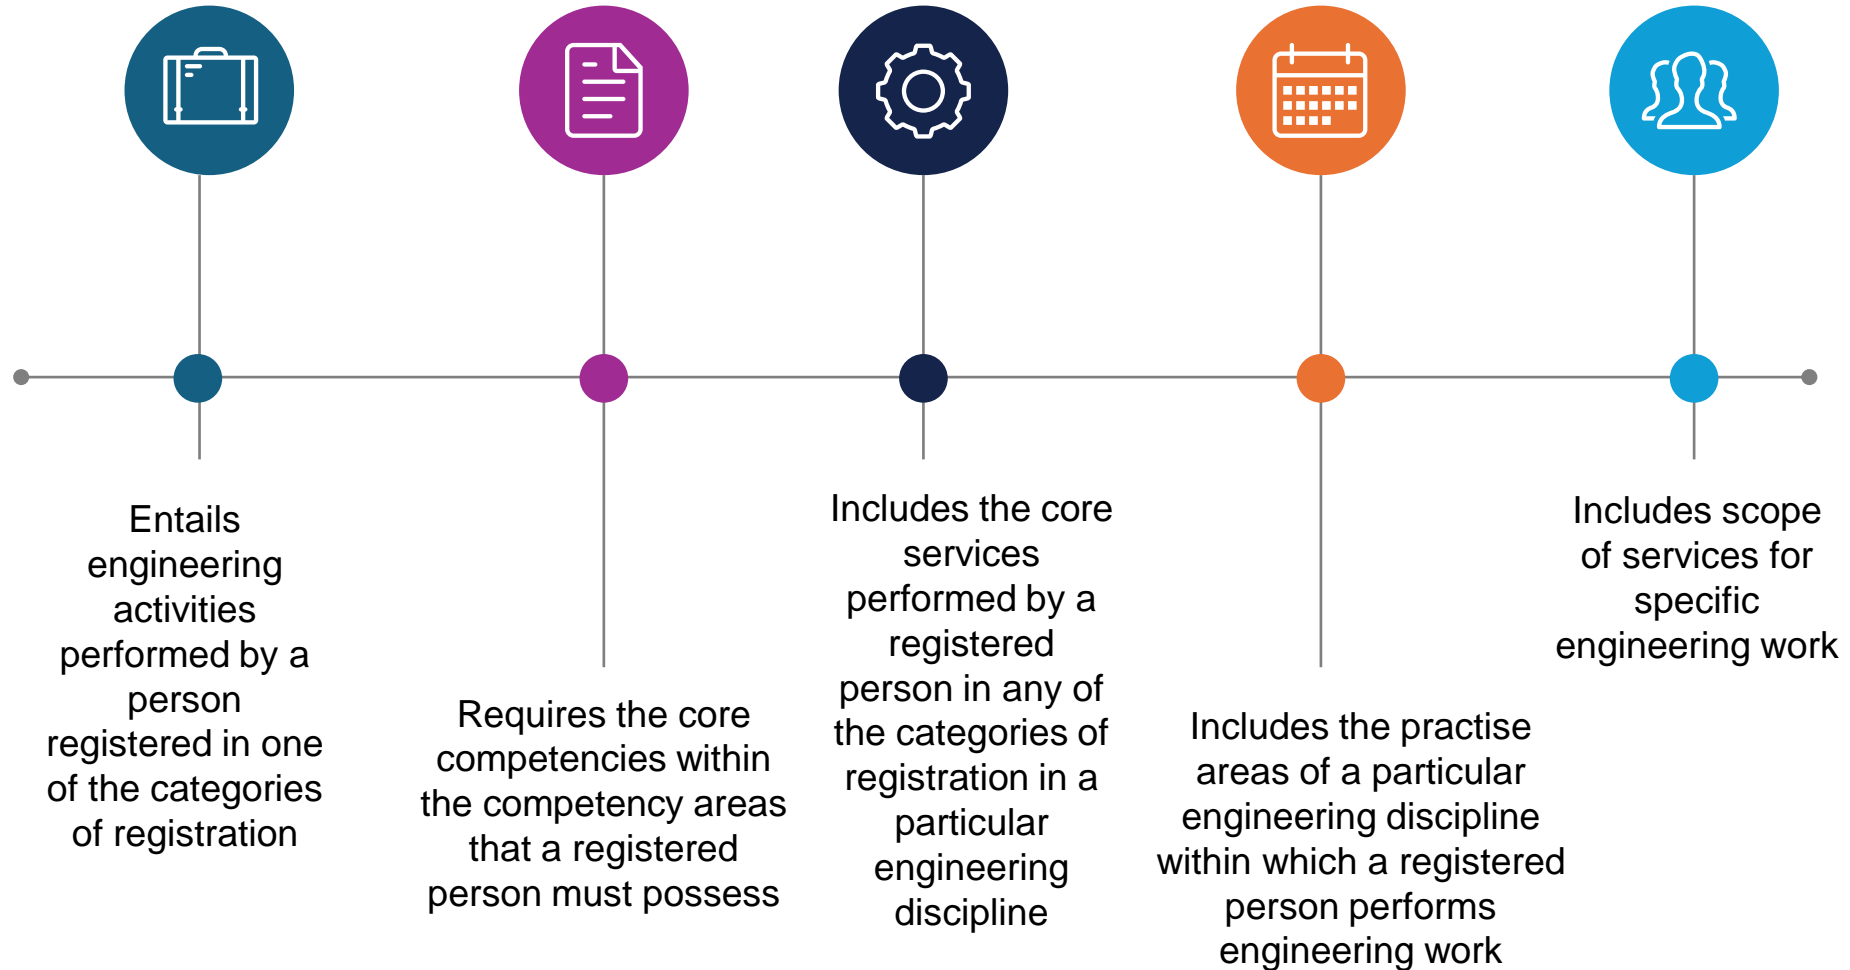 Entails
engineering
activities
performed by a
person
registered in one
of the categories
of registration
Requires the core
competencies within
the competency areas
that a registered
person must possess
Includes the core
services
performed by a
registered
person in any of
the categories of
registration in a
particular
engineering
discipline
Includes the practise
areas of a particular
engineering discipline
within which a registered
person performs
engineering work
Includes scope
of services for
specific
engineering work